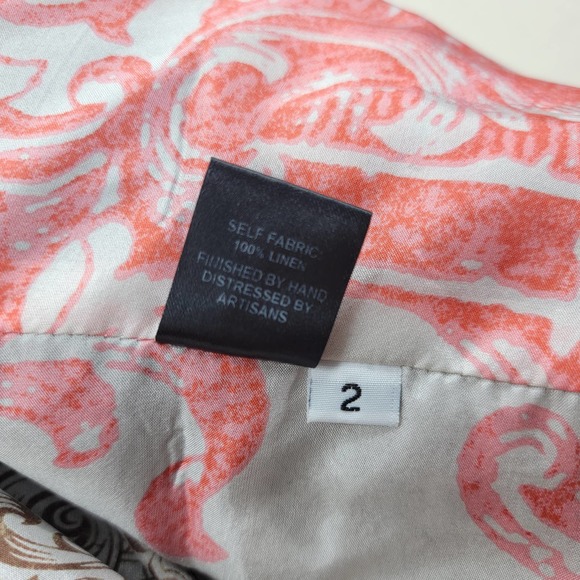 SELF FABRIC:
100% LINEN
FINISHED BY HAND
DISTRESSED BY
ARTISANS
2